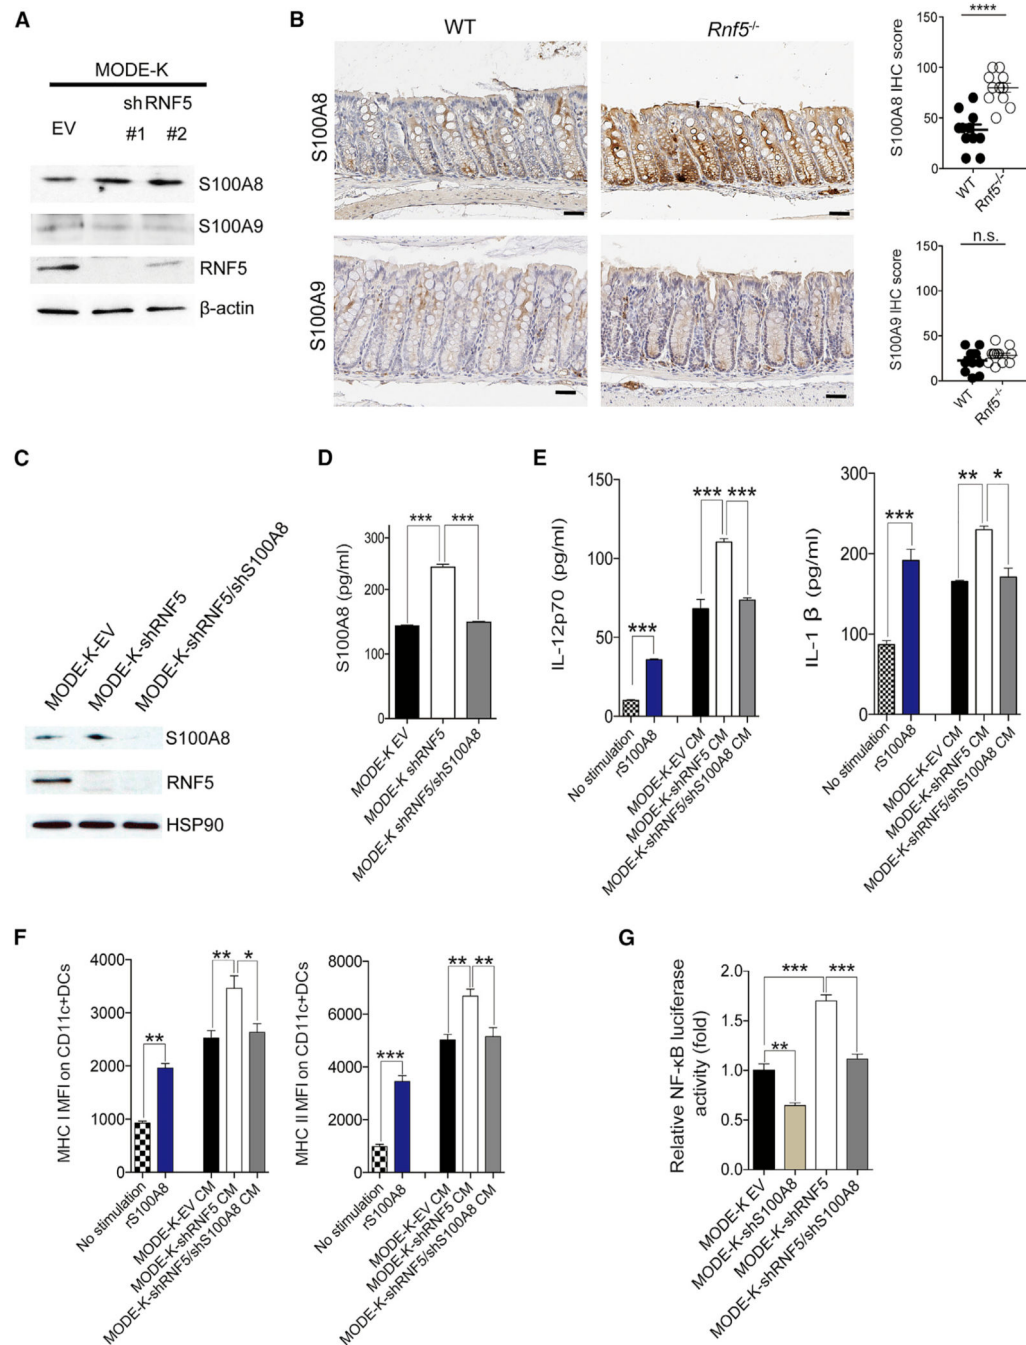 A
MODE-K
sh RNF5
EV
#1
#2
S100A8
S100A9
RNF5
β-actin
B
WT
Rnf5-/-
S100A8
S100A9
S100A8 IHC score
150
100
50
0
****
WT
Rnf5-/-
S100A9 IHC score
150
100
50
0
n.s.
WT
Rnf5-/-
C
MODE-K-EV
MODE-K-shRNF5
MODE-K-shRNF5/shS100A8
S100A8
RNF5
HSP90
D
S100A8 (pg/ml)
300
200
100
0
***
***
MODE-K EV
MODE-K shRNF5
MODE-K shRNF5/shS100A8
E
IL-12p70 (pg/ml)
150
100
50
0
***
***
***
No stimulation
rS100A8
MODE-K-EV CM
MODE-K-shRNF5 CM
MODE-K-shRNF5/shS100A8 CM
IL-1 β (pg/ml)
300
200
100
0
***
**
*
No stimulation
rS100A8
MODE-K-EV CM
MODE-K-shRNF5 CM
MODE-K-shRNF5/shS100A8 CM
F
MHC I MFI on CD11c+DCs
4000
3000
2000
1000
0
**
**
*
No stimulation
rS100A8
MODE-K-EV CM
MODE-K-shRNF5 CM
MODE-K-shRNF5/shS100A8 CM
MHC II MFI on CD11c+DCs
8000
6000
4000
2000
0
***
**
**
No stimulation
rS100A8
MODE-K-EV CM
MODE-K-shRNF5 CM
MODE-K-shRNF5/shS100A8 CM
G
Relative NF-κB luciferase
activity (fold)
2.0
1.5
1.0
0.5
0.0
***
***
**
MODE-K EV
MODE-K-shS100A8
MODE-K-shRNF5
MODE-K-shRNF5/shS100A8